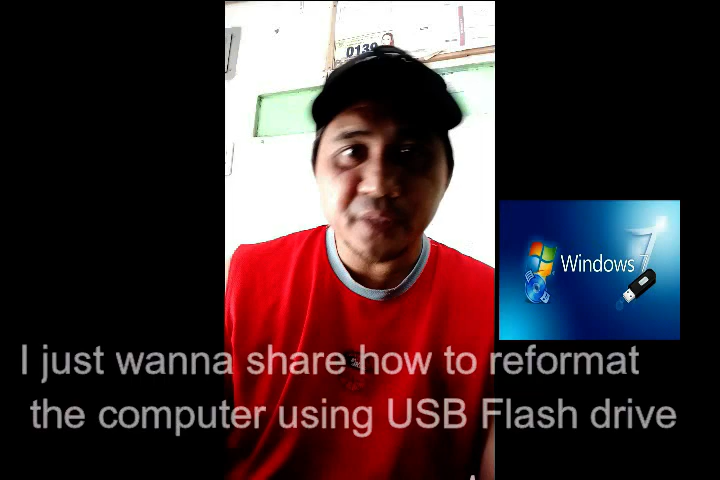 0139
Windows 7
I just wanna share how to reformat
the computer using USB Flash drive